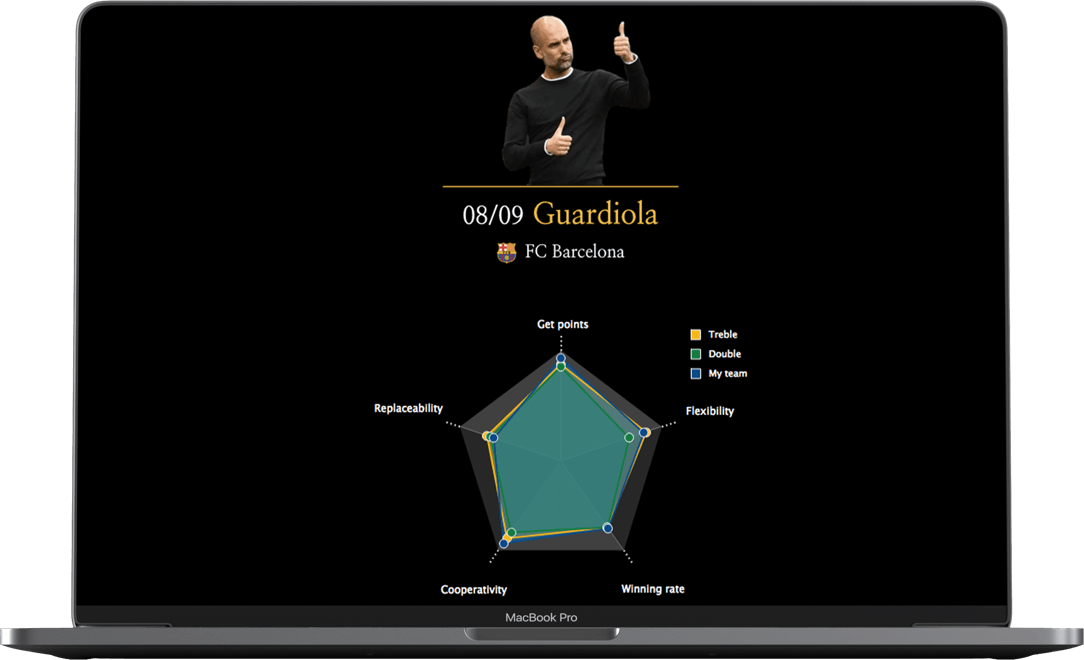 08/09 Guardiola
FC Barcelona
Get points
Treble
Double
My team
Replaceability
Flexibility
Cooperativity
Winning rate
MacBook Pro